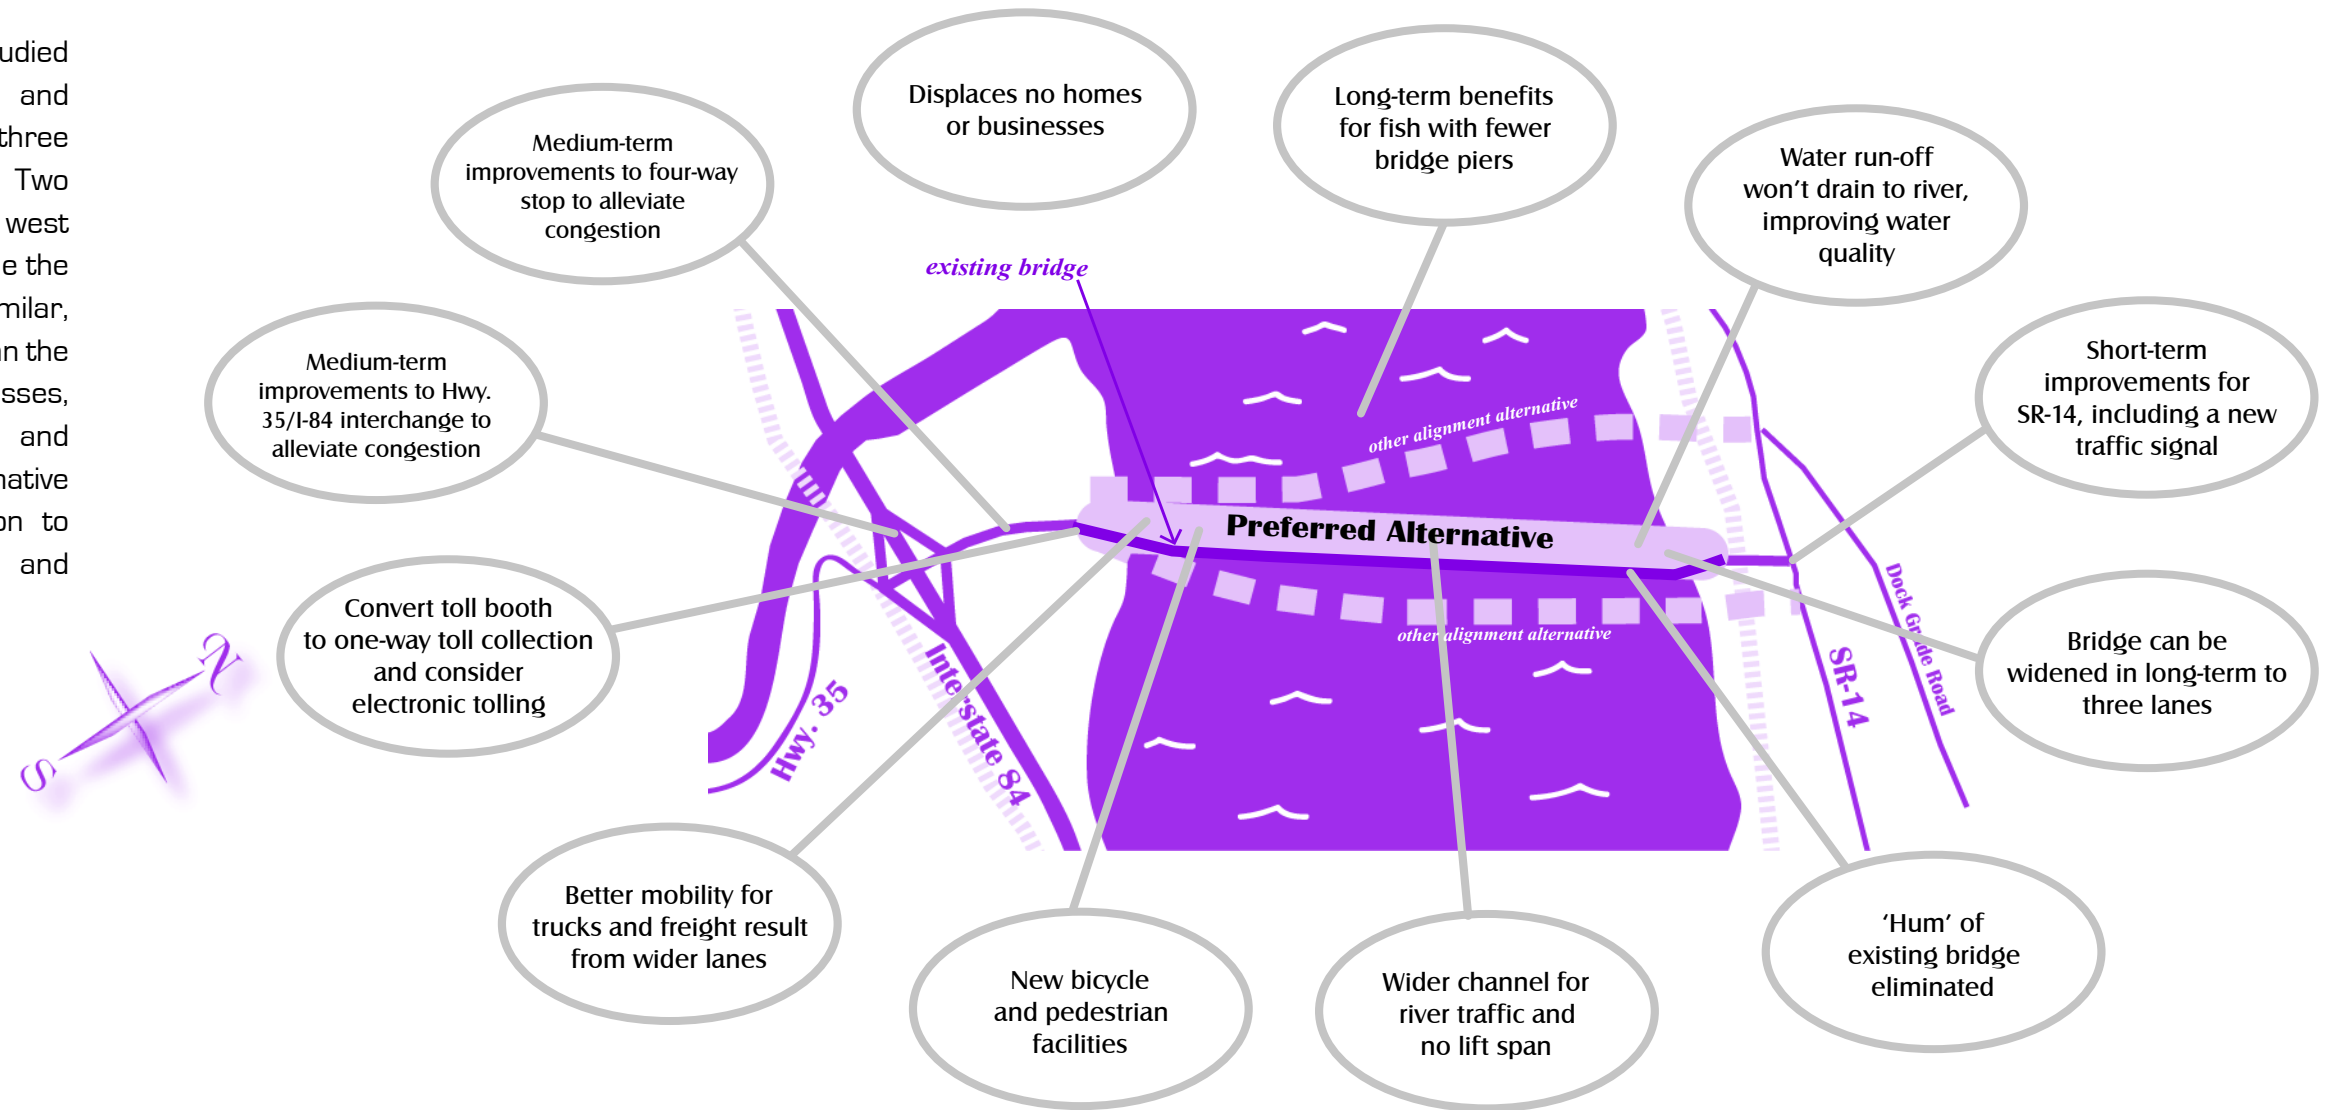 udied
and
three
Two
west
e the
milar,
n the
sses,
and
native
on to
and
Displaces no homes
or businesses
Long-term benefits
for fish with fewer
bridge piers
Medium-term
improvements to four-way
stop to alleviate
congestion
Water run-off
won’t drain to river,
improving water
quality
existing bridge
Medium-term
improvements to Hwy.
35/I-84 interchange to
alleviate congestion
Short-term
improvements for
SR-14, including a new
traffic signal
other alignment alternative
Preferred Alternative
other alignment alternative
Convert toll booth
to one-way toll collection
and consider
electronic tolling
Bridge can be
widened in long-term to
three lanes
N
S
Hwy. 35
Interstate 84
SR-14
Dock Grade Road
Better mobility for
trucks and freight result
from wider lanes
New bicycle
and pedestrian
facilities
Wider channel for
river traffic and
no lift span
‘Hum’ of
existing bridge
eliminated